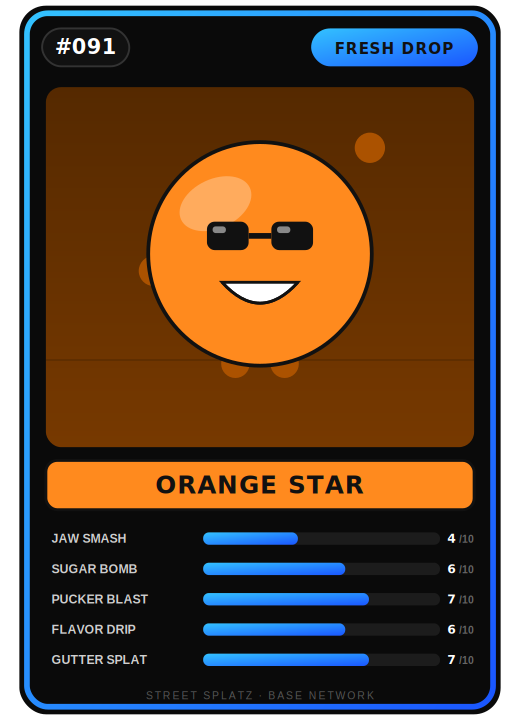 #091 FRESH DROP
ORANGE STAR
JAW SMASH 4 /10
SUGAR BOMB 6 /10
PUCKER BLAST 7 /10
FLAVOR DRIP 6 /10
GUTTER SPLAT 7 /10
STREET SPLATZ · BASE NETWORK